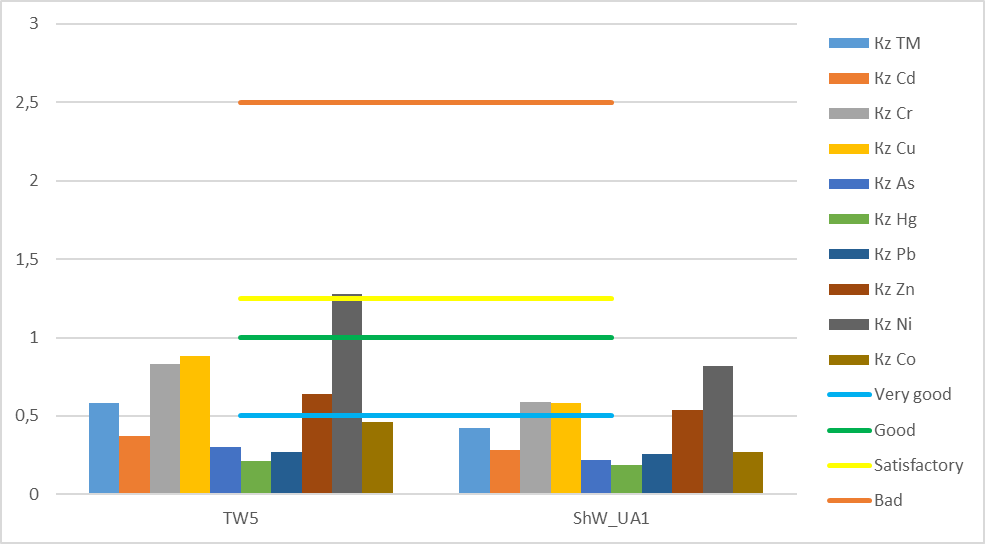 3
2,5
2
1,5
1
0,5
0
TW5
ShW_UA1
Kz TM
Kz Cd
Kz Cr
Kz Cu
Kz As
Kz Hg
Kz Pb
Kz Zn
Kz Ni
Kz Co
Very good
Good
Satisfactory
Bad